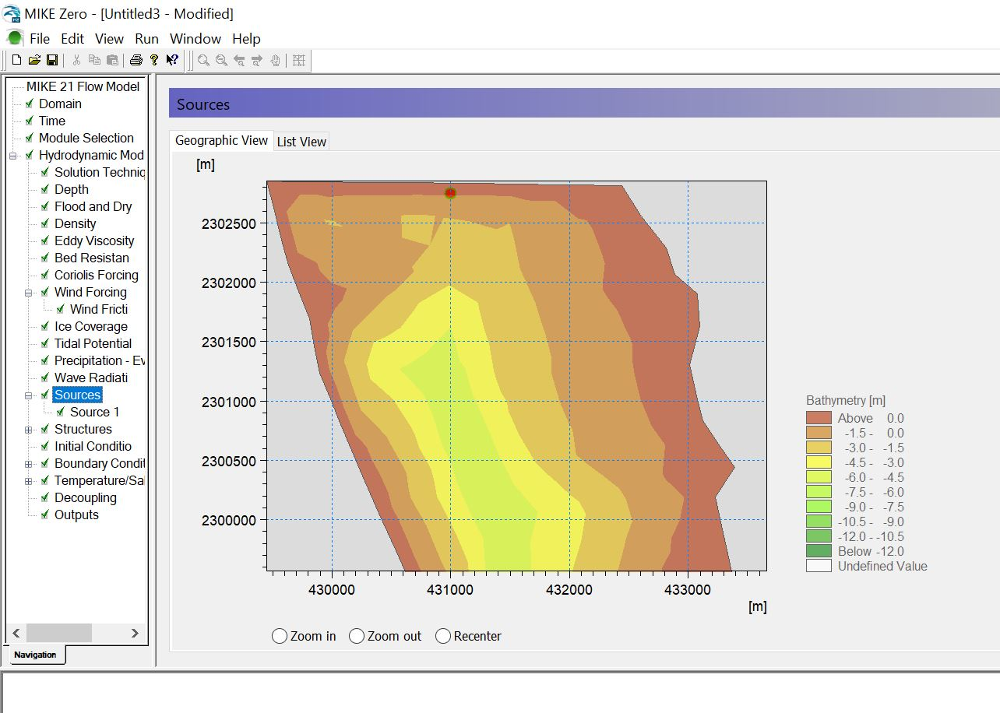 MIKE Zero - [Untitled3 - Modified]
File Edit View Run Window Help
MIKE 21 Flow Model
Domain
Time
Module Selection
Hydrodynamic Mod
Solution Techniq
Depth
Flood and Dry
Density
Eddy Viscosity
Bed Resistan
Coriolis Forcing
Wind Forcing
Wind Fricti
Ice Coverage
Tidal Potential
Precipitation - Ev
Wave Radiati
Sources
Source 1
Structures
Initial Conditio
Boundary Condit
Temperature/Sa
Decoupling
Outputs
Navigation
Sources
Geographic View List View
[m]
2302500
2302000
2301500
2301000
2300500
2300000
430000 431000 432000 433000
[m]
Bathymetry [m]
Above 0.0
-1.5 - 0.0
-3.0 - -1.5
-4.5 - -3.0
-6.0 - -4.5
-7.5 - -6.0
-9.0 - -7.5
-10.5 - -9.0
-12.0 - -10.5
Below -12.0
Undefined Value
Zoom in Zoom out Recenter